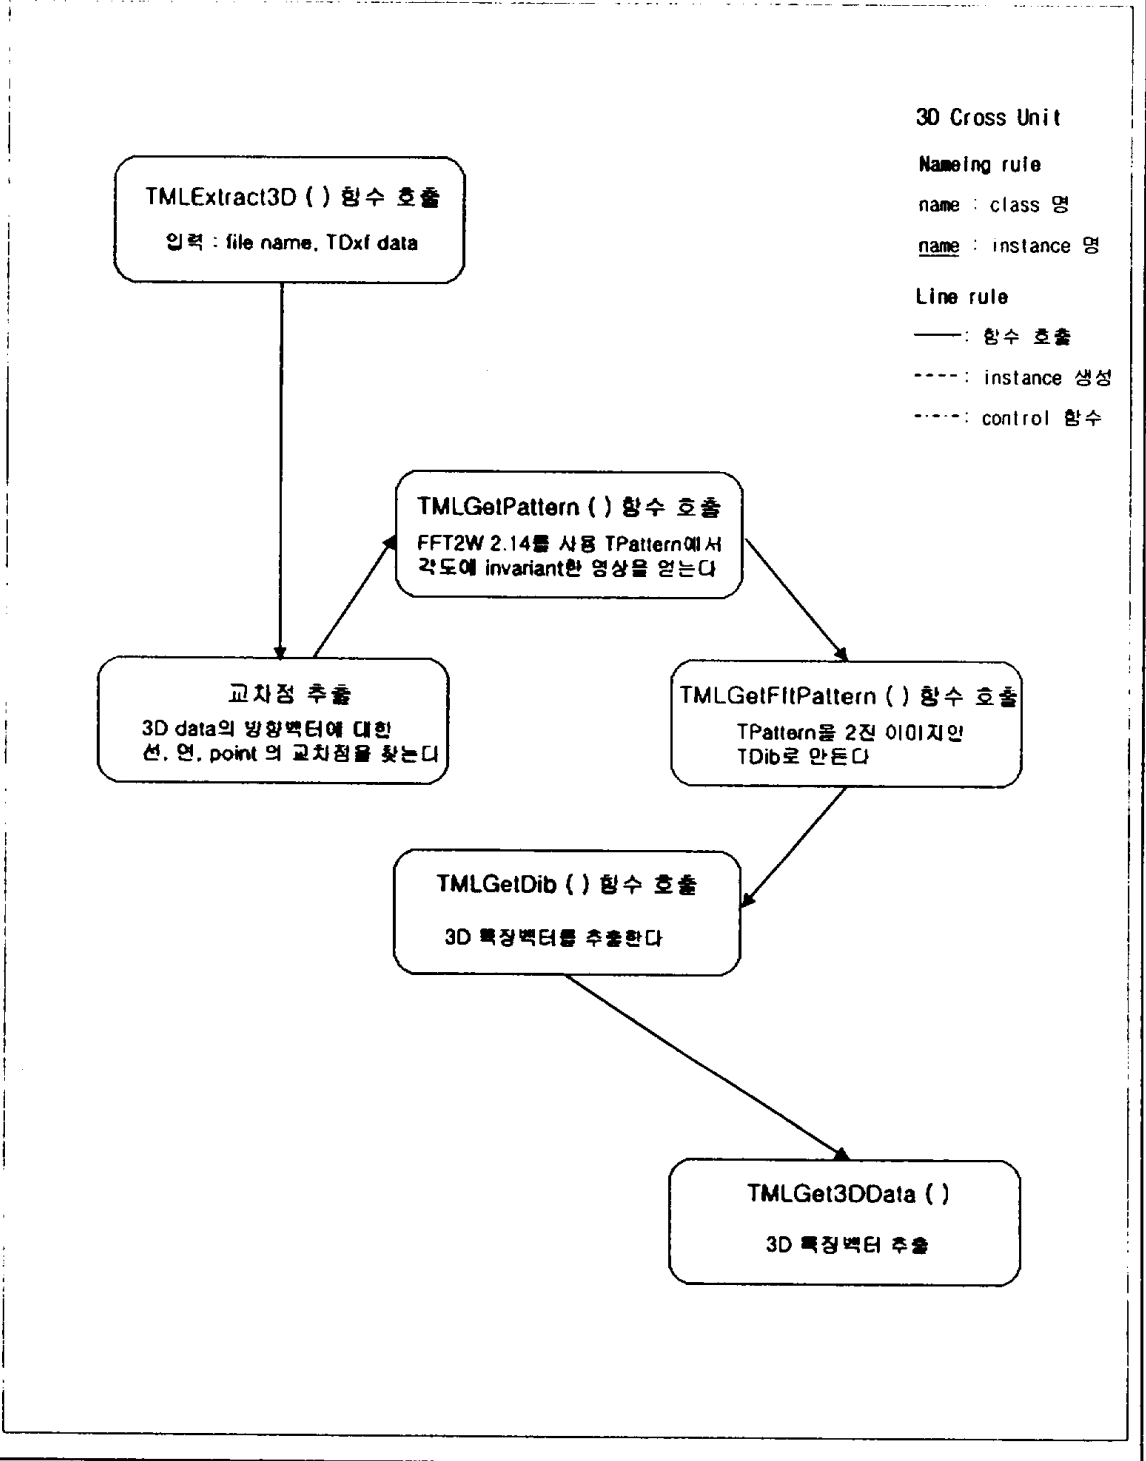 3D Cross Unit
Nameing rule
name : class 명
name : instance 명
Line rule
: 함수 호출
: instance 생성
: control 함수
TMLExtract3D ( ) 함수 호출
입력 : file name, TDxf data
TMLGetPattern ( ) 함수 호출
FFT2W 2.14를 사용 TPattern에서
각도에 invariant한 영상을 얻는다
교차점 추출
3D data의 방향벡터에 대한
선, 면, point 의 교차점을 찾는다
TMLGetFftPattern ( ) 함수 호출
TPattern을 2진 이미지인
TDib로 만든다
TMLGetDib ( ) 함수 호출
3D 특징벡터를 추출한다
TMLGet3DData ( )
3D 특징벡터 추출